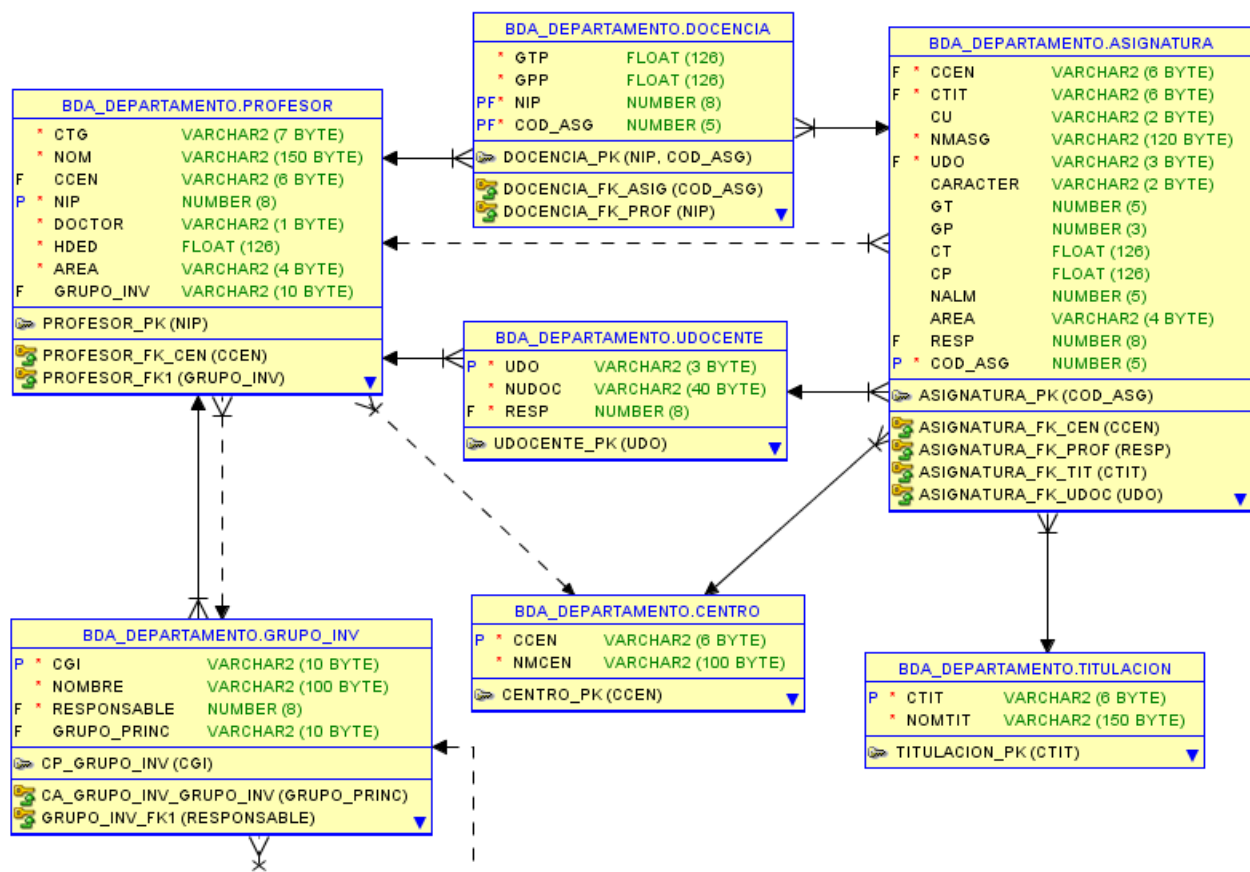 BDA_DEPARTAMENTO.DOCENCIA
* GTP FLOAT (126)
* GPP FLOAT (126)
PF* NIP NUMBER (8)
PF* COD_ASG NUMBER (5)
DOCENCIA_PK (NIP, COD_ASG)
DOCENCIA_FK_ASIG (COD_ASG)
DOCENCIA_FK_PROF (NIP)
BDA_DEPARTAMENTO.ASIGNATURA
F * CCEN VARCHAR2 (6 BYTE)
F * CTIT VARCHAR2 (6 BYTE)
CU VARCHAR2 (2 BYTE)
* NMASG VARCHAR2 (120 BYTE)
F * UDO VARCHAR2 (3 BYTE)
CARACTER VARCHAR2 (2 BYTE)
GT NUMBER (5)
GP NUMBER (3)
CT FLOAT (126)
CP FLOAT (126)
NALM NUMBER (5)
AREA VARCHAR2 (4 BYTE)
F RESP NUMBER (8)
P * COD_ASG NUMBER (5)
ASIGNATURA_PK (COD_ASG)
ASIGNATURA_FK_CEN (CCEN)
ASIGNATURA_FK_PROF (RESP)
ASIGNATURA_FK_TIT (CTIT)
ASIGNATURA_FK_UDOC (UDO)
BDA_DEPARTAMENTO.PROFESOR
* CTG VARCHAR2 (7 BYTE)
* NOM VARCHAR2 (150 BYTE)
F CCEN VARCHAR2 (6 BYTE)
P * NIP NUMBER (8)
* DOCTOR VARCHAR2 (1 BYTE)
* HDED FLOAT (126)
* AREA VARCHAR2 (4 BYTE)
F GRUPO_INV VARCHAR2 (10 BYTE)
PROFESOR_PK (NIP)
PROFESOR_FK_CEN (CCEN)
PROFESOR_FK1 (GRUPO_INV)
BDA_DEPARTAMENTO.UDOCENTE
P * UDO VARCHAR2 (3 BYTE)
* NUDOC VARCHAR2 (40 BYTE)
F * RESP NUMBER (8)
UDOCENTE_PK (UDO)
BDA_DEPARTAMENTO.CENTRO
P * CCEN VARCHAR2 (6 BYTE)
* NMCEN VARCHAR2 (100 BYTE)
CENTRO_PK (CCEN)
BDA_DEPARTAMENTO.GRUPO_INV
P * CGI VARCHAR2 (10 BYTE)
* NOMBRE VARCHAR2 (100 BYTE)
F * RESPONSABLE NUMBER (8)
F GRUPO_PRINC VARCHAR2 (10 BYTE)
CP_GRUPO_INV (CGI)
CA_GRUPO_INV_GRUPO_INV (GRUPO_PRINC)
GRUPO_INV_FK1 (RESPONSABLE)
BDA_DEPARTAMENTO.TITULACION
P * CTIT VARCHAR2 (6 BYTE)
* NOMTIT VARCHAR2 (150 BYTE)
TITULACION_PK (CTIT)